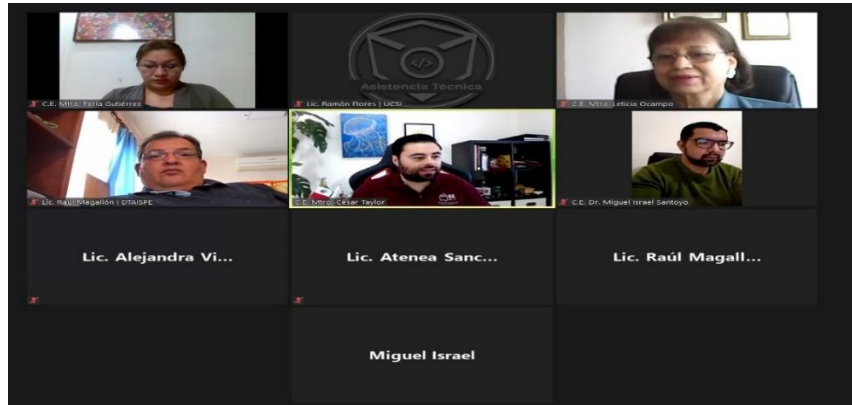 Asistencia Técnica
C.E. Mtra. Perla Gutiérrez
Lic. Ramón Flores | UCSI
C.E. Mtra. Leticia Ocampo
Lic. Raúl Magallón | DTAISPE
C.E. Mtro. César Taylor
C.E. Dr. Miguel Israel Santoyo
Lic. Alejandra Vi...
Lic. Atenea Sanc...
Lic. Raúl Magall...
Miguel Israel